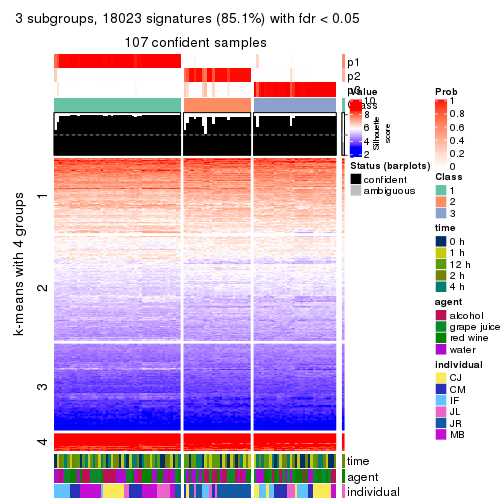 3 subgroups, 18023 signatures (85.1%) with fdr < 0.05
107 confident samples
p1
p2
p3
Class
Silhouette
score
k-means with 4 groups
1
2
3
4
time
agent
individual
Value
10
8
6
4
2
Status (barplots)
confident
ambiguous
Prob
1
0.8
0.6
0.4
0.2
0
Class
1
2
3
time
0 h
1 h
12 h
2 h
4 h
agent
alcohol
grape juice
red wine
water
individual
CJ
CM
IF
JL
JR
MB